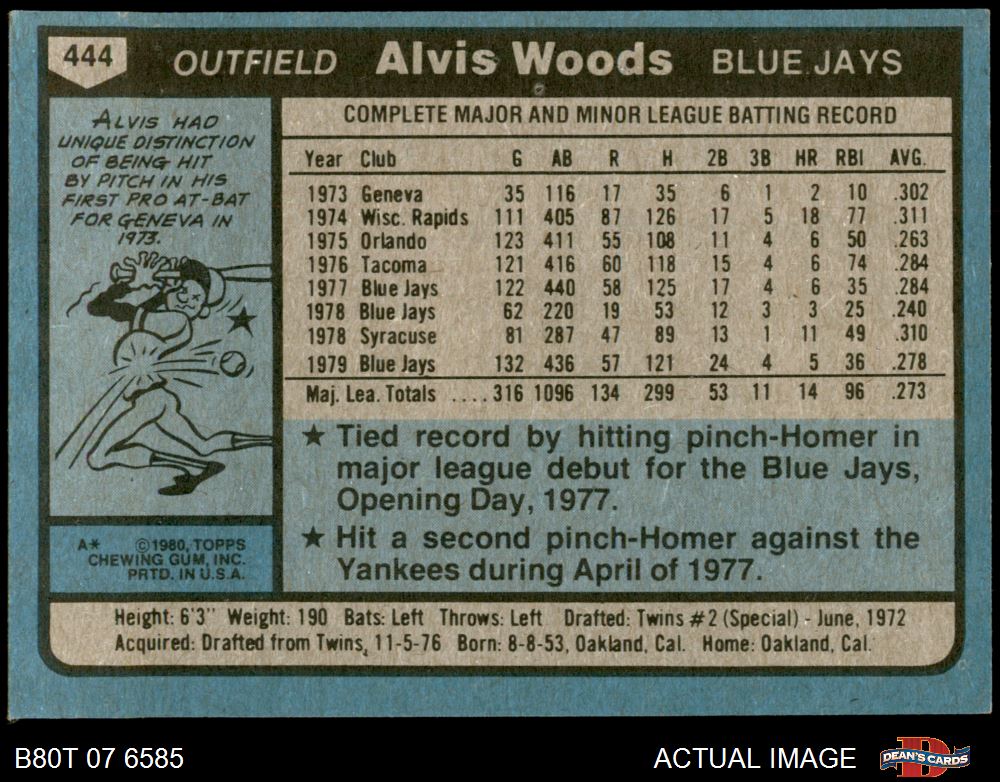 444 OUTFIELD Alvis Woods BLUE JAYS
ALVIS HAD
UNIQUE DISTINCTION
OF BEING HIT
BY PITCH IN HIS
FIRST PRO AT-BAT
FOR GENEVA IN
1973.
COMPLETE MAJOR AND MINOR LEAGUE BATTING RECORD
Year Club G AB R H 2B 3B HR RBI AVG.
1973 Geneva 35 116 17 35 6 1 2 10 .302
1974 Wisc. Rapids 111 405 87 126 17 5 18 77 .311
1975 Orlando 123 411 55 108 11 4 6 50 .263
1976 Tacoma 121 416 60 118 15 4 6 74 .284
1977 Blue Jays 122 440 58 125 17 4 6 35 .284
1978 Blue Jays 62 220 19 53 12 3 3 25 .240
1978 Syracuse 81 287 47 89 13 1 11 49 .310
1979 Blue Jays 132 436 57 121 24 4 5 36 .278
Maj. Lea. Totals .... 316 1096 134 299 53 11 14 96 .273
★ Tied record by hitting pinch-Homer in
major league debut for the Blue Jays,
Opening Day, 1977.
★ Hit a second pinch-Homer against the
Yankees during April of 1977.
A* ©1980, TOPPS
CHEWING GUM, INC.
PRTD. IN U.S.A.
Height: 6'3" Weight: 190 Bats: Left Throws: Left Drafted: Twins #2 (Special) - June, 1972
Acquired: Drafted from Twins, 11-5-76 Born: 8-8-53, Oakland, Cal. Home: Oakland, Cal.
B80T 07 6585 ACTUAL IMAGE DEAN'S CARDS